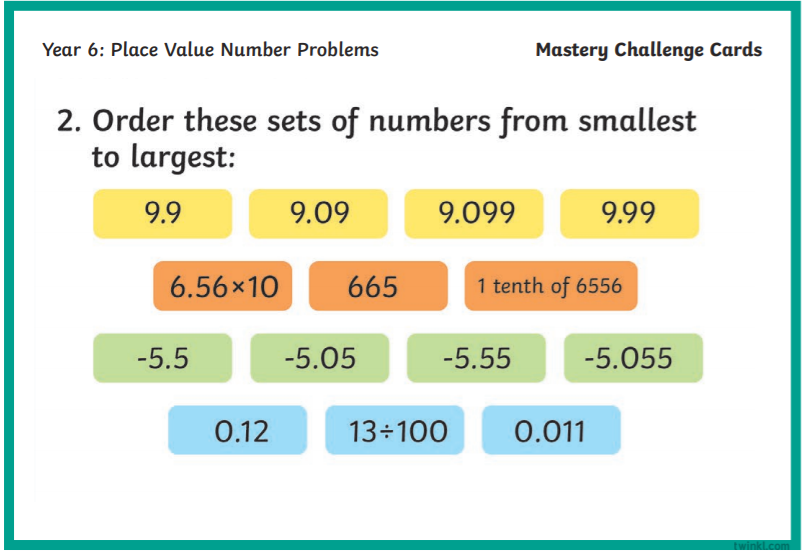 Year 6: Place Value Number Problems Mastery Challenge Cards
2. Order these sets of numbers from smallest
to largest:
9.9 9.09 9.099 9.99
6.56×10 665 1 tenth of 6556
-5.5 -5.05 -5.55 -5.055
0.12 13÷100 0.011
twinkl.com